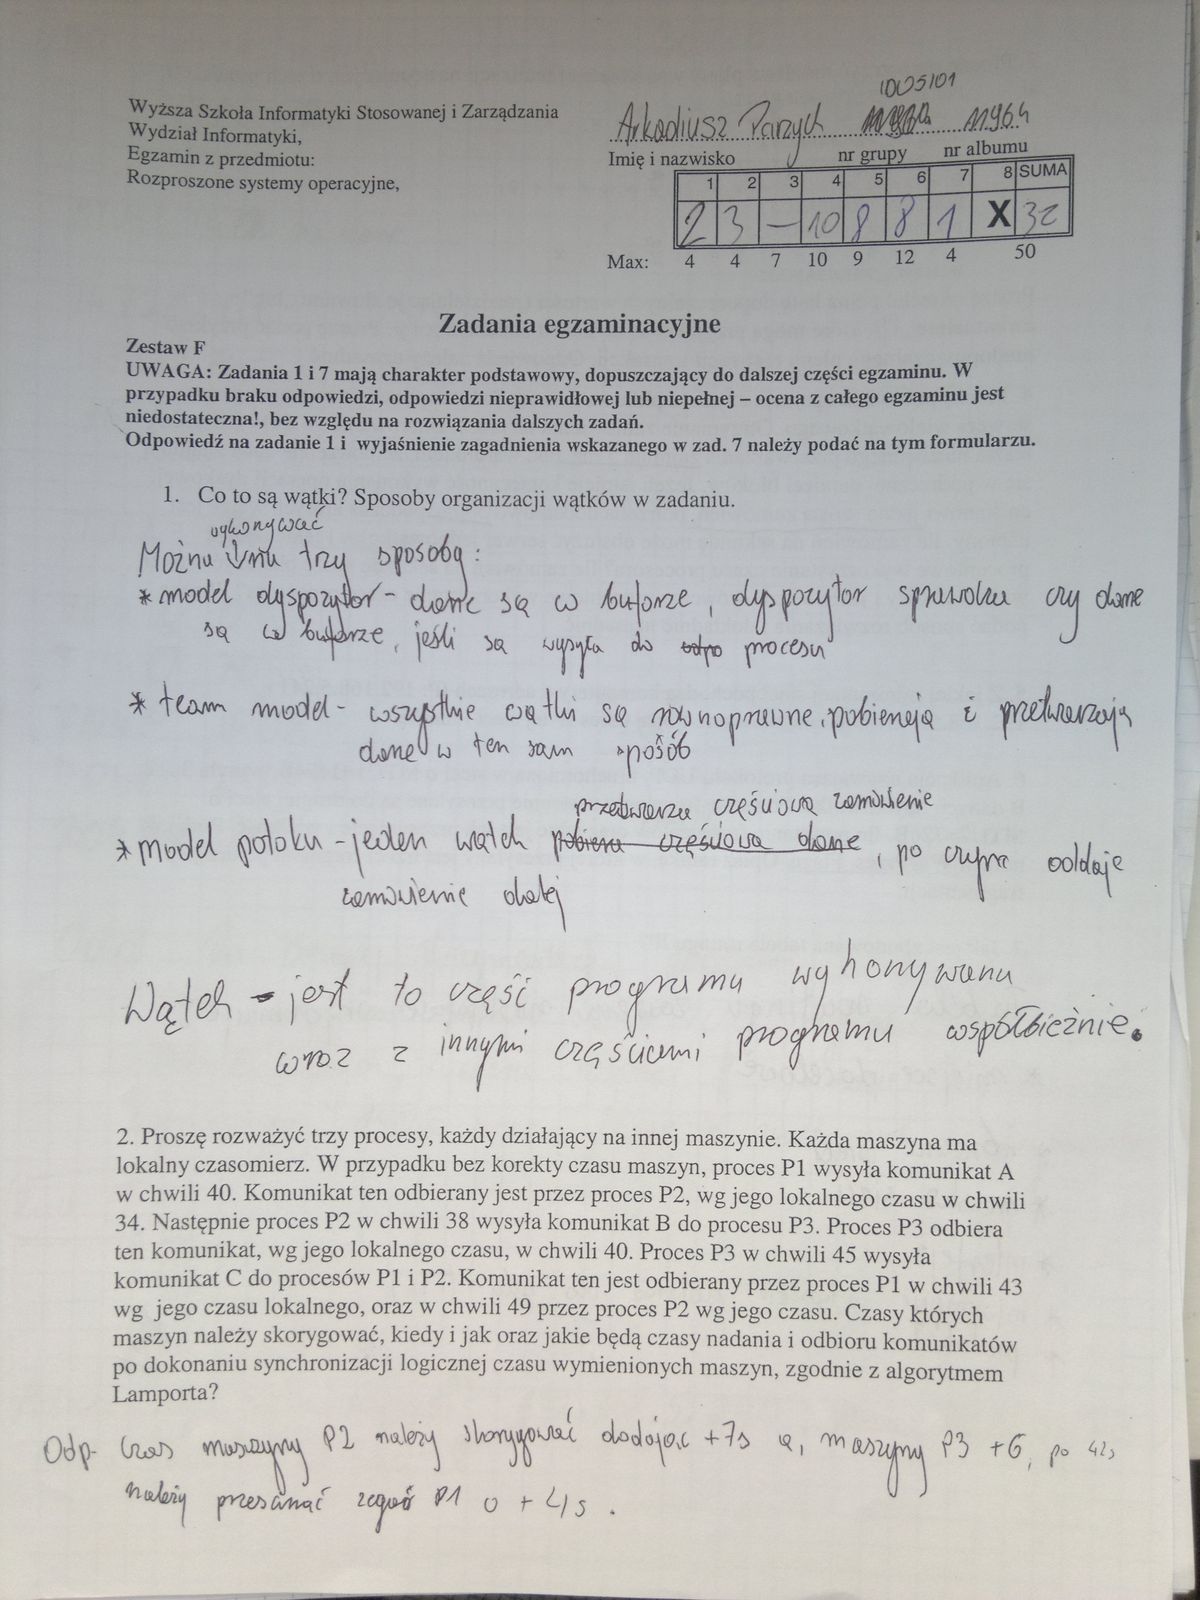 IDW5101
Wyższa Szkoła Informatyki Stosowanej i Zarządzania
Wydział Informatyki,
Egzamin z przedmiotu:
Rozproszone systemy operacyjne,
Arkadiusz Parzych 11964
Imię i nazwisko nr grupy nr albumu
1 2 3 4 5 6 7 8 SUMA
2 3 — 10 8 8 1 X 32
Max: 4 4 7 10 9 12 4 50
Zadania egzaminacyjne
Zestaw F
UWAGA: Zadania 1 i 7 mają charakter podstawowy, dopuszczający do dalszej części egzaminu. W
przypadku braku odpowiedzi, odpowiedzi nieprawidłowej lub niepełnej – ocena z całego egzaminu jest
niedostateczna!, bez względu na rozwiązania dalszych zadań.
Odpowiedź na zadanie 1 i wyjaśnienie zagadnienia wskazanego w zad. 7 należy podać na tym formularzu.
1. Co to są wątki? Sposoby organizacji wątków w zadaniu.
wykonywać
Można na trzy sposoby:
* model dyspozytor - dane są w buforze, dyspozytor sprawdza czy dane
są w buforze, jeśli są wysyła do procesu
* team model - wszystkie wątki są równoprawne, pobierają i przetwarzają
dane w ten sam sposób
przetwarza częściową zamówienie
* model potoku - jeden wątek pobiera częściowa dane, po czym oddaje
zamówienie dalej
Wątek - jest to część programu wykonywana
wraz z innymi częściami programu współbieżnie.
2. Proszę rozważyć trzy procesy, każdy działający na innej maszynie. Każda maszyna ma
lokalny czasomierz. W przypadku bez korekty czasu maszyn, proces P1 wysyła komunikat A
w chwili 40. Komunikat ten odbierany jest przez proces P2, wg jego lokalnego czasu w chwili
34. Następnie proces P2 w chwili 38 wysyła komunikat B do procesu P3. Proces P3 odbiera
ten komunikat, wg jego lokalnego czasu, w chwili 40. Proces P3 w chwili 45 wysyła
komunikat C do procesów P1 i P2. Komunikat ten jest odbierany przez proces P1 w chwili 43
wg jego czasu lokalnego, oraz w chwili 49 przez proces P2 wg jego czasu. Czasy których
maszyn należy skorygować, kiedy i jak oraz jakie będą czasy nadania i odbioru komunikatów
po dokonaniu synchronizacji logicznej czasu wymienionych maszyn, zgodnie z algorytmem
Lamporta?
Odp- Czas maszyny P2 należy skorygować dodając +7s a, maszyny P3 +6, po 42s
należy przesunąć zegar P1 o + 4s.